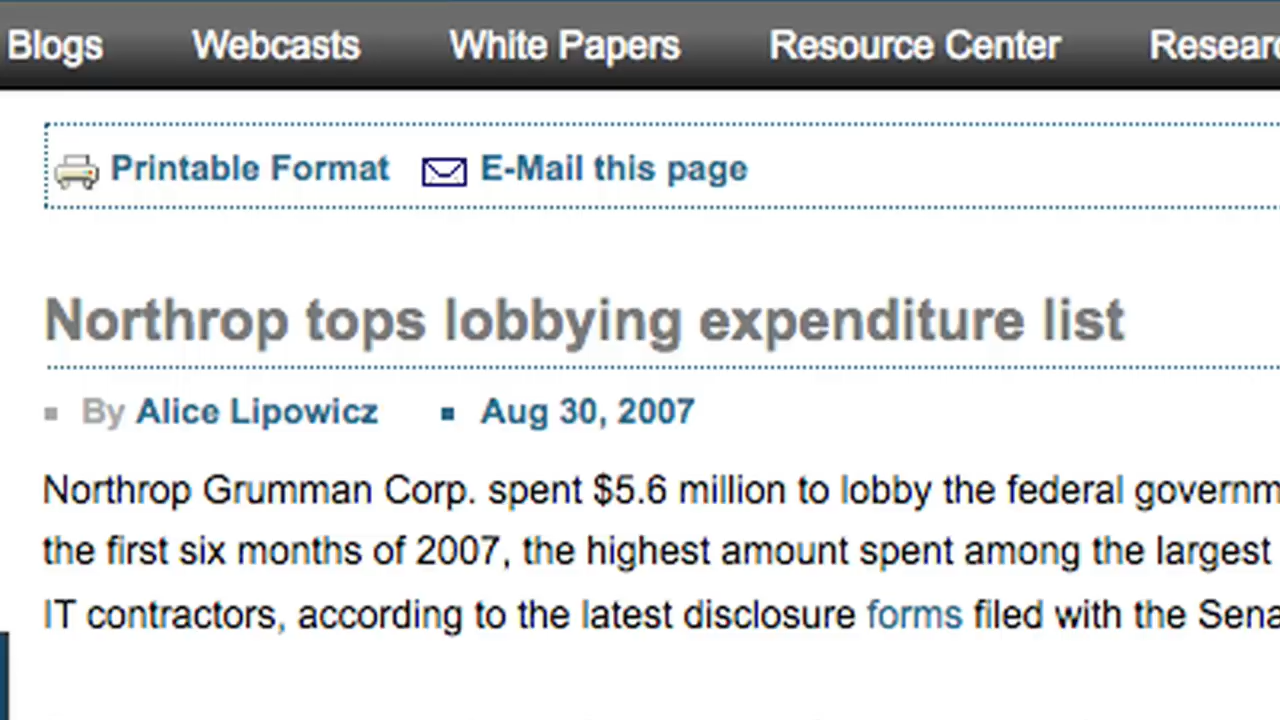 Blogs Webcasts White Papers Resource Center
Printable Format E-Mail this page
Northrop tops lobbying expenditure list
By Alice Lipowicz Aug 30, 2007
Northrop Grumman Corp. spent $5.6 million to lobby the federal
the first six months of 2007, the highest amount spent among the largest
IT contractors, according to the latest disclosure forms filed with the